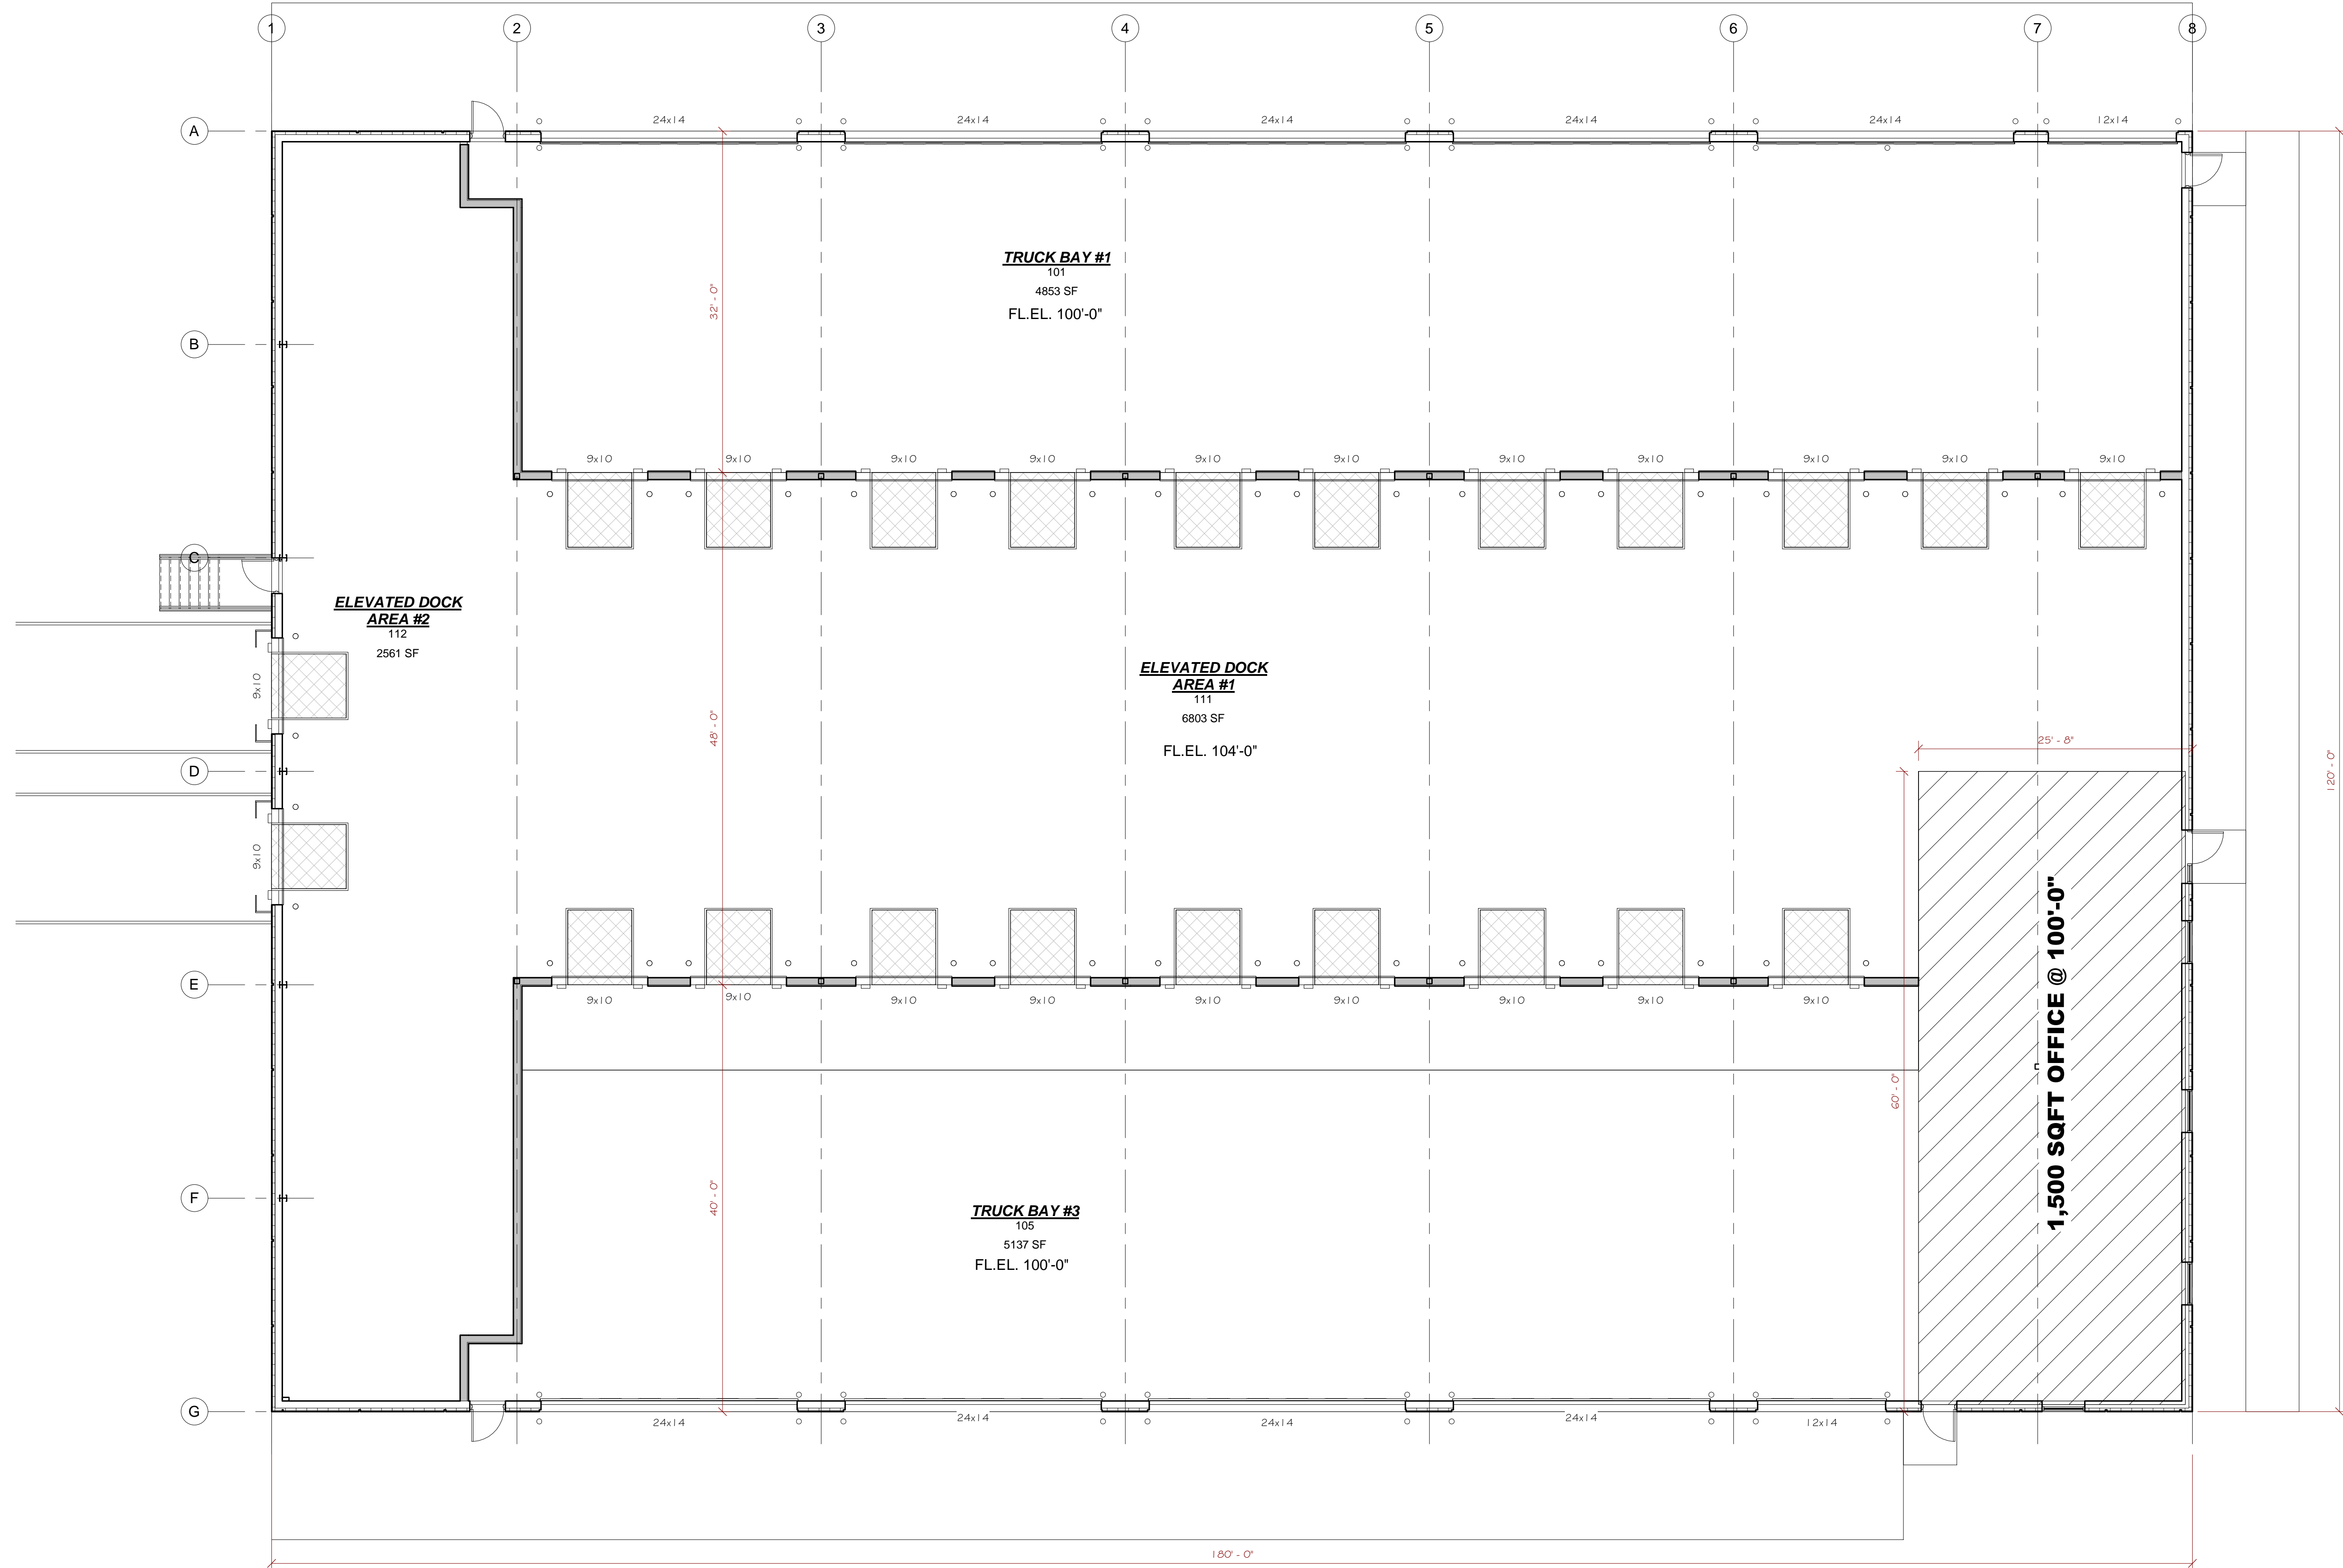 1 2 3 4 5 6 7 8
A
24x14 24x14 24x14 24x14 24x14 12x14
TRUCK BAY #1
101
4853 SF
FL.EL. 100'-0"
32' - 0"
B
9x10 9x10 9x10 9x10 9x10 9x10 9x10 9x10 9x10 9x10 9x10
C
ELEVATED DOCK
AREA #2
112
2561 SF
9x10
ELEVATED DOCK
AREA #1
111
6803 SF
FL.EL. 104'-0"
48' - 0"
25' - 8"
120' - 0"
D
9x10
E
9x10 9x10 9x10 9x10 9x10 9x10 9x10 9x10 9x10
1,500 SQFT OFFICE @ 100'-0"
60' - 0"
40' - 0"
F
TRUCK BAY #3
105
5137 SF
FL.EL. 100'-0"
G
24x14 24x14 24x14 24x14 12x14
180' - 0"